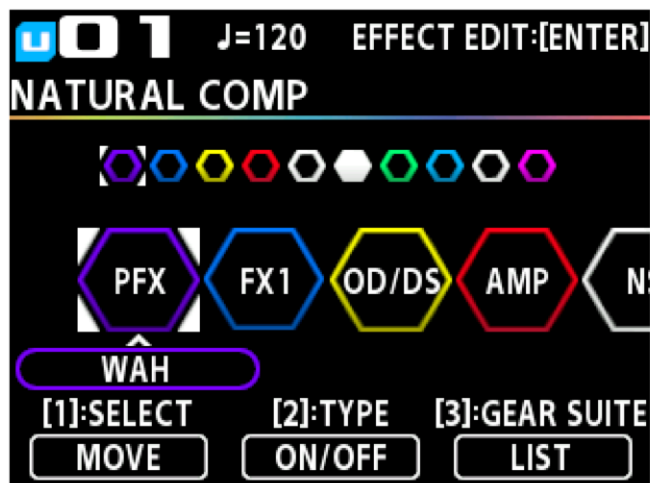 U01 ♩=120 EFFECT EDIT:[ENTER]
NATURAL COMP
PFX FX1 OD/DS AMP NS
WAH
[1]:SELECT [2]:TYPE [3]:GEAR SUITE
MOVE ON/OFF LIST